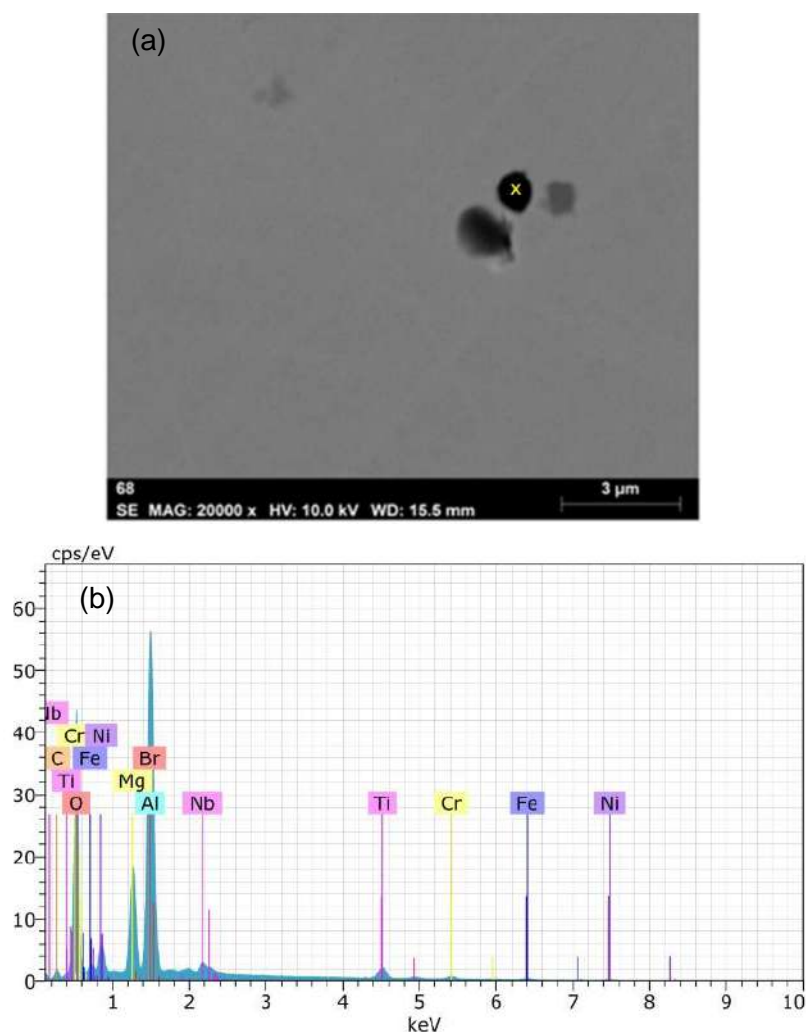 (a)
x
68
3 µm
SE MAG: 20000 x HV: 10.0 kV WD: 15.5 mm
cps/eV
(b)
60
50
40
30
20
10
0
Cr Ni
C Fe Br
Ti Mg
O Al Nb Ti Cr Fe Ni
1 2 3 4 5 6 7 8 9 10
keV